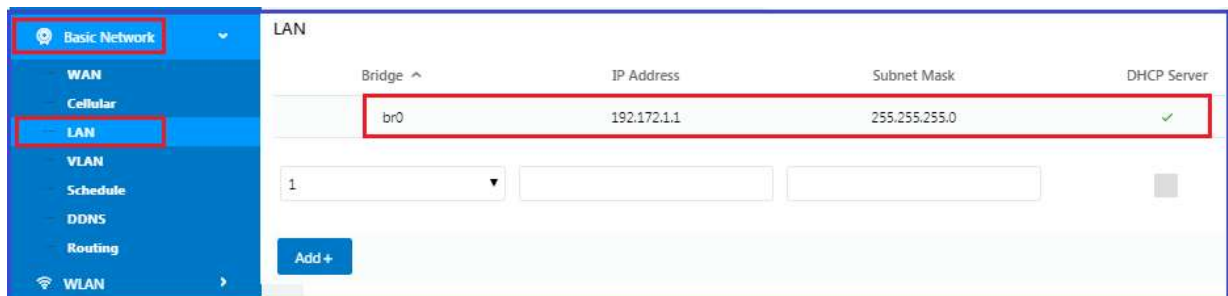 Basic Network
WAN
Cellular
LAN
VLAN
Schedule
DDNS
Routing
WLAN
LAN
Bridge IP Address Subnet Mask DHCP Server
br0 192.172.1.1 255.255.255.0
1
Add +